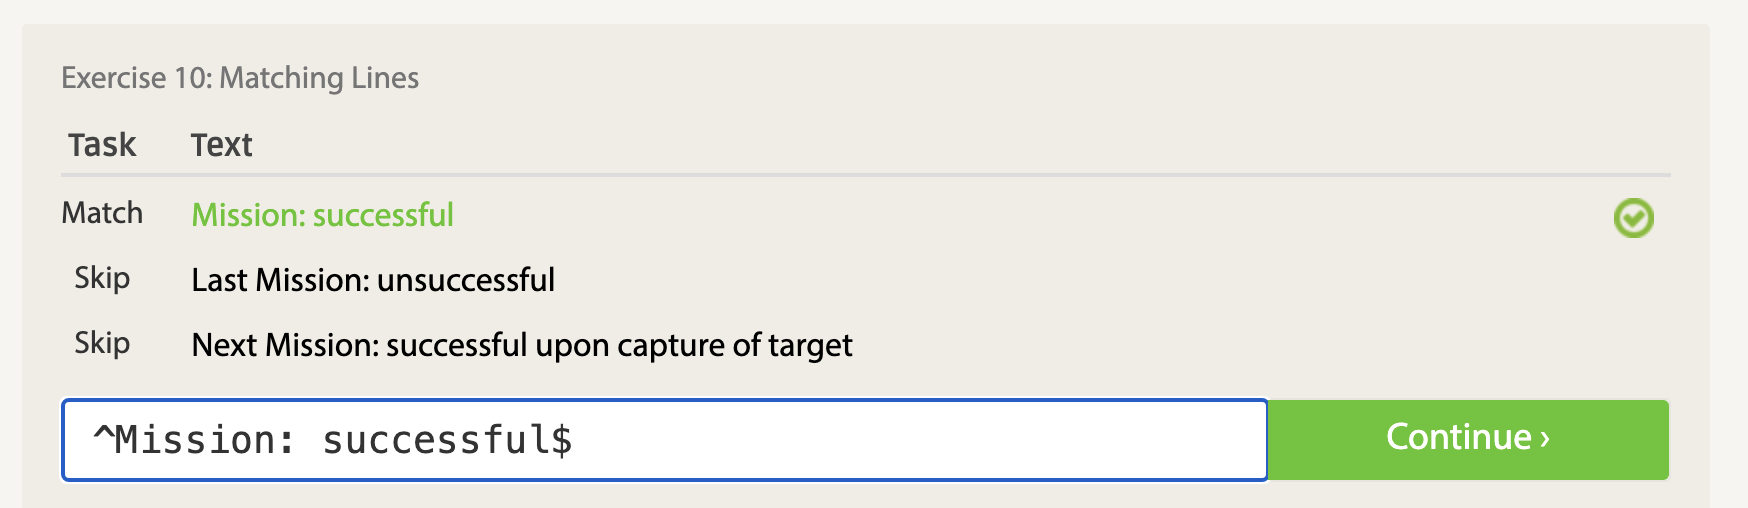 Exercise 10: Matching Lines
Task Text
Match Mission: successful
Skip Last Mission: unsuccessful
Skip Next Mission: successful upon capture of target
^Mission: successful$ Continue ›